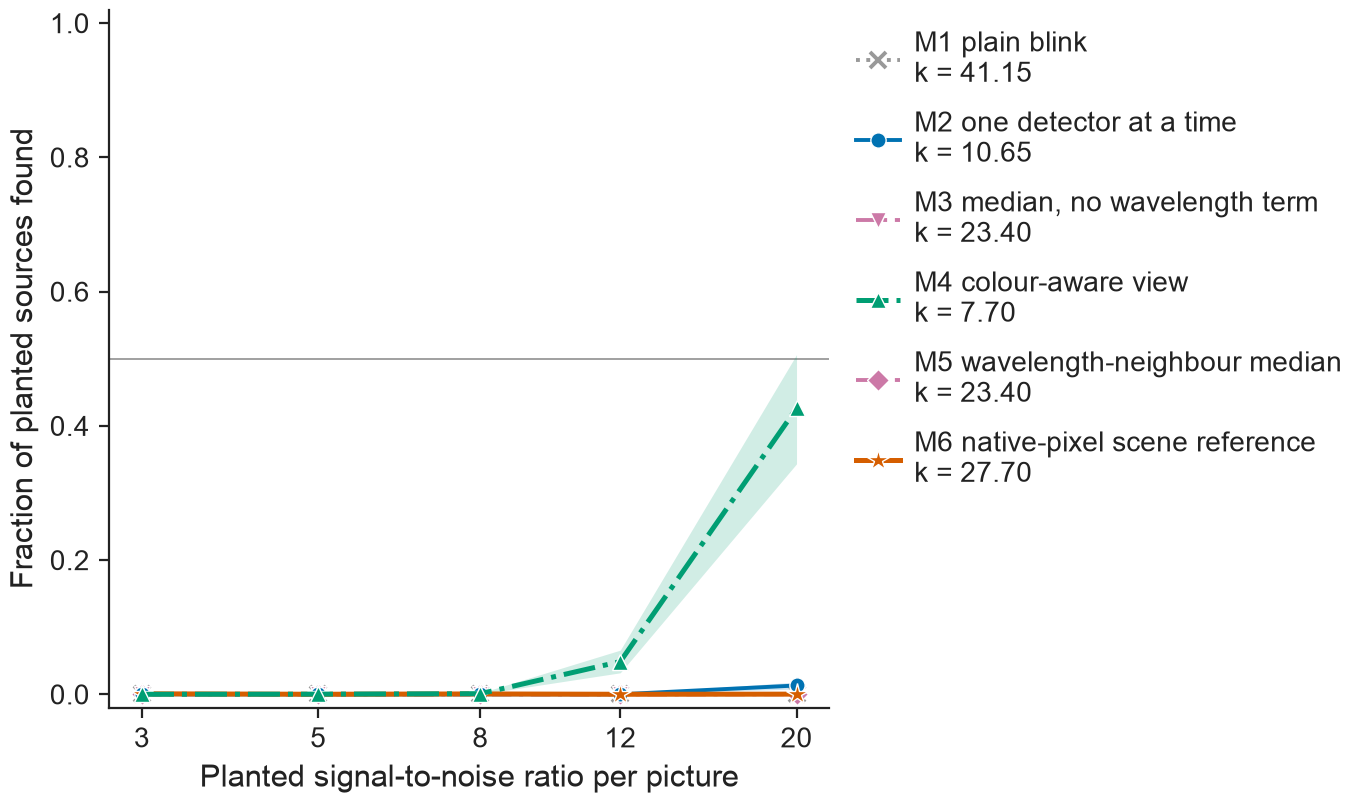 1.0
0.8
0.6
0.4
0.2
0.0
Fraction of planted sources found
3 5 8 12 20
Planted signal-to-noise ratio per picture
M1 plain blink
k = 41.15
M2 one detector at a time
k = 10.65
M3 median, no wavelength term
k = 23.40
M4 colour-aware view
k = 7.70
M5 wavelength-neighbour median
k = 23.40
M6 native-pixel scene reference
k = 27.70